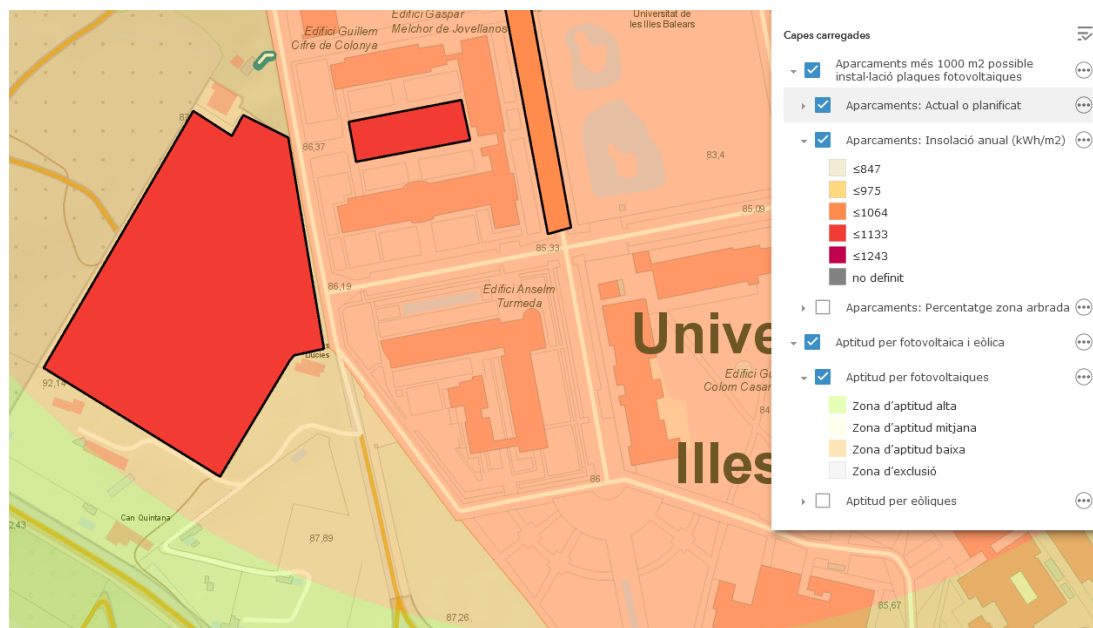 Edifici Gaspar
Melchor de Jovellanos
Edifici Guillem
Cifre de Colonya
Universitat de
les Illes Balears
86,37
83,4
85,09
85,33
86,19
Edifici Anselm
Turmeda
Unive
Edifici Gu
Colom Casar
84
92,14
Illes
86
Can Quintana
2,43
87,89
87,26
85,67
Capes carregades
Aparcaments més 1000 m2 possible
instal·lació plaques fotovoltaiques
Aparcaments: Actual o planificat
Aparcaments: Insolació anual (kWh/m2)
≤847
≤975
≤1064
≤1133
≤1243
no definit
Aparcaments: Percentatge zona arbrada
Aptitud per fotovoltaica i eòlica
Aptitud per fotovoltaiques
Zona d'aptitud alta
Zona d'aptitud mitjana
Zona d'aptitud baixa
Zona d'exclusió
Aptitud per eòliques